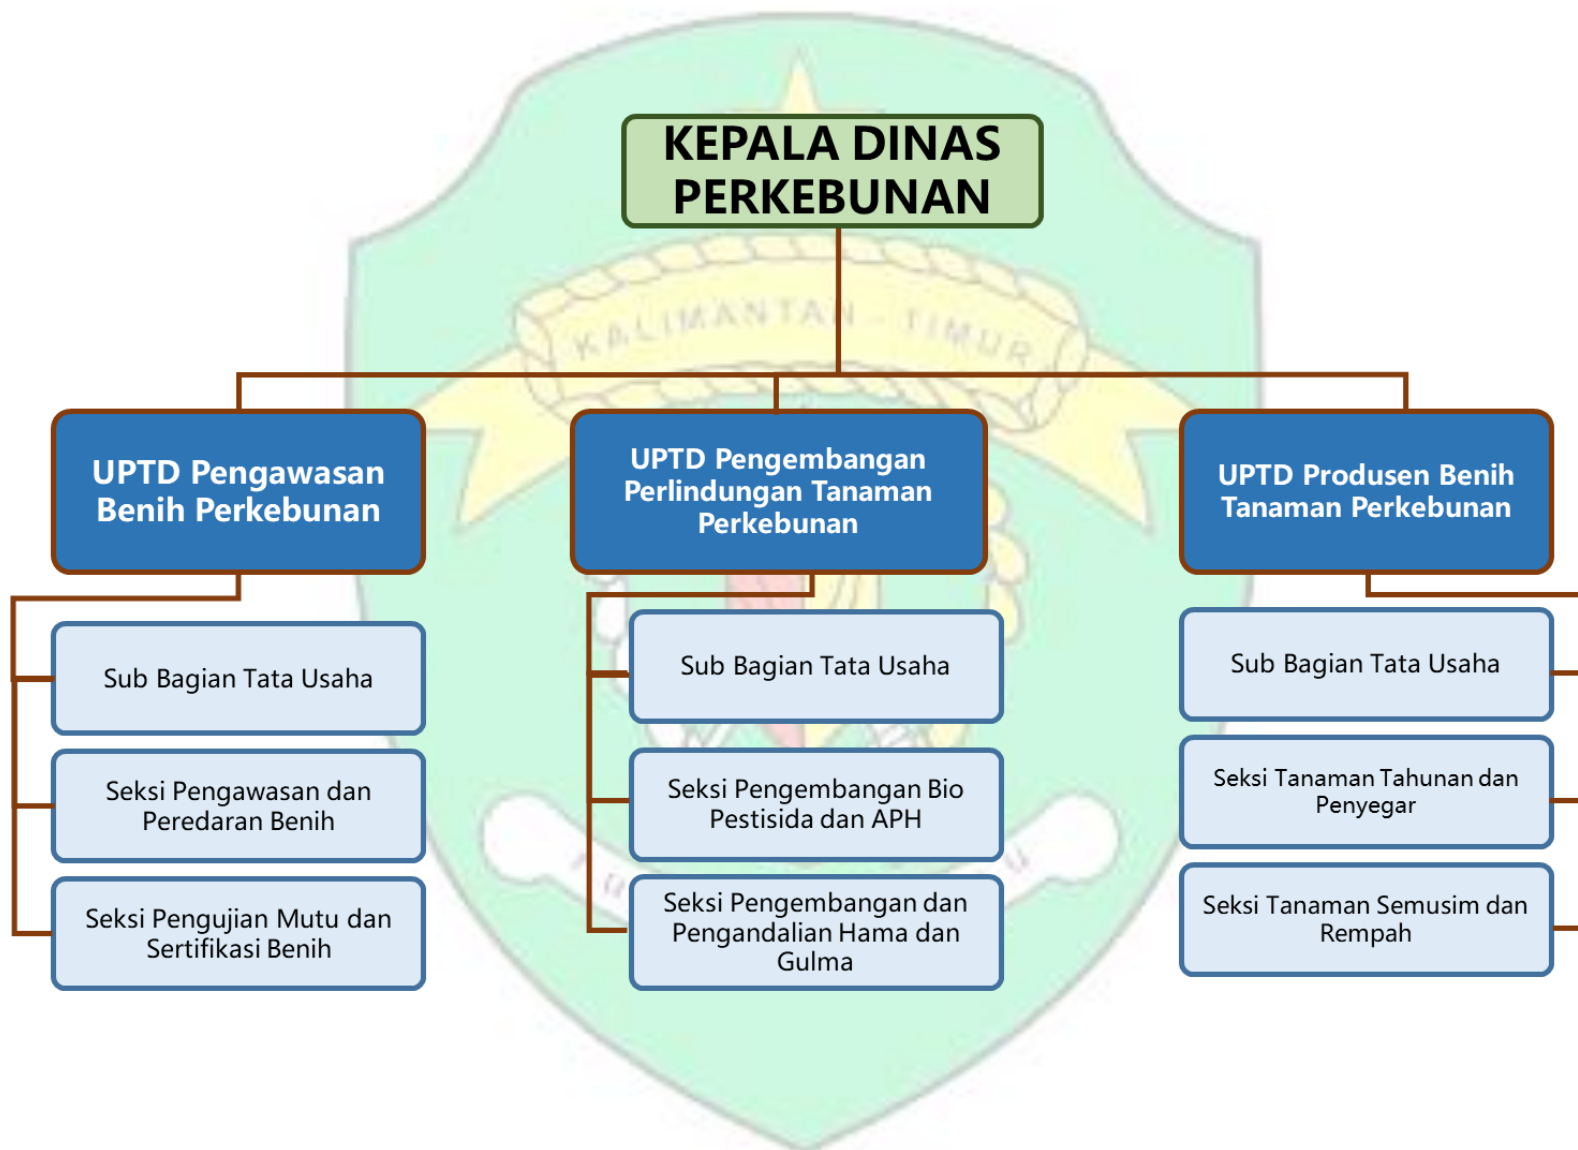 KEPALA DINAS
PERKEBUNAN
KALIMANTAN - TIMUR
UPTD Pengawasan
Benih Perkebunan
UPTD Pengembangan
Perlindungan Tanaman
Perkebunan
UPTD Produsen Benih
Tanaman Perkebunan
Sub Bagian Tata Usaha
Seksi Pengawasan dan
Peredaran Benih
Seksi Pengujian Mutu dan
Sertifikasi Benih
Sub Bagian Tata Usaha
Seksi Pengembangan Bio
Pestisida dan APH
Seksi Pengembangan dan
Pengandalian Hama dan
Gulma
Sub Bagian Tata Usaha
Seksi Tanaman Tahunan dan
Penyegar
Seksi Tanaman Semusim dan
Rempah